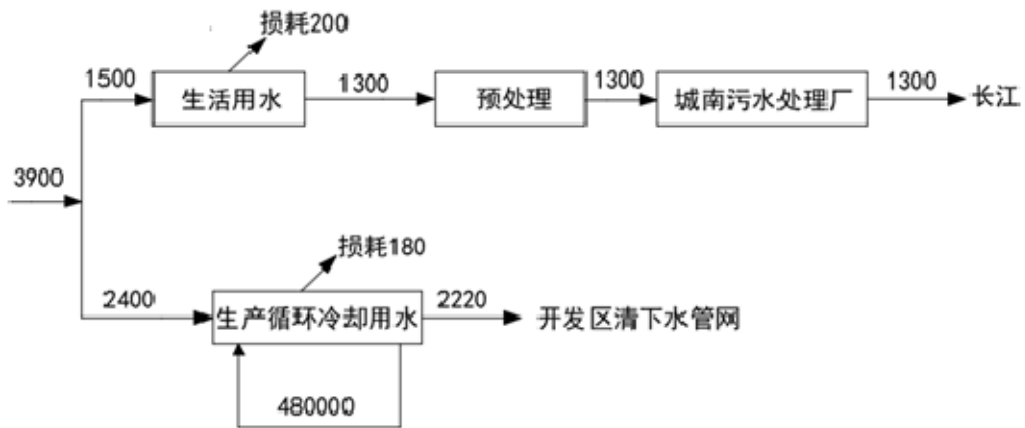 损耗200
1500
生活用水
1300
预处理
1300
城南污水处理厂
1300
长江
3900
损耗180
2400
生产循环冷却用水
2220
开发区清下水管网
480000